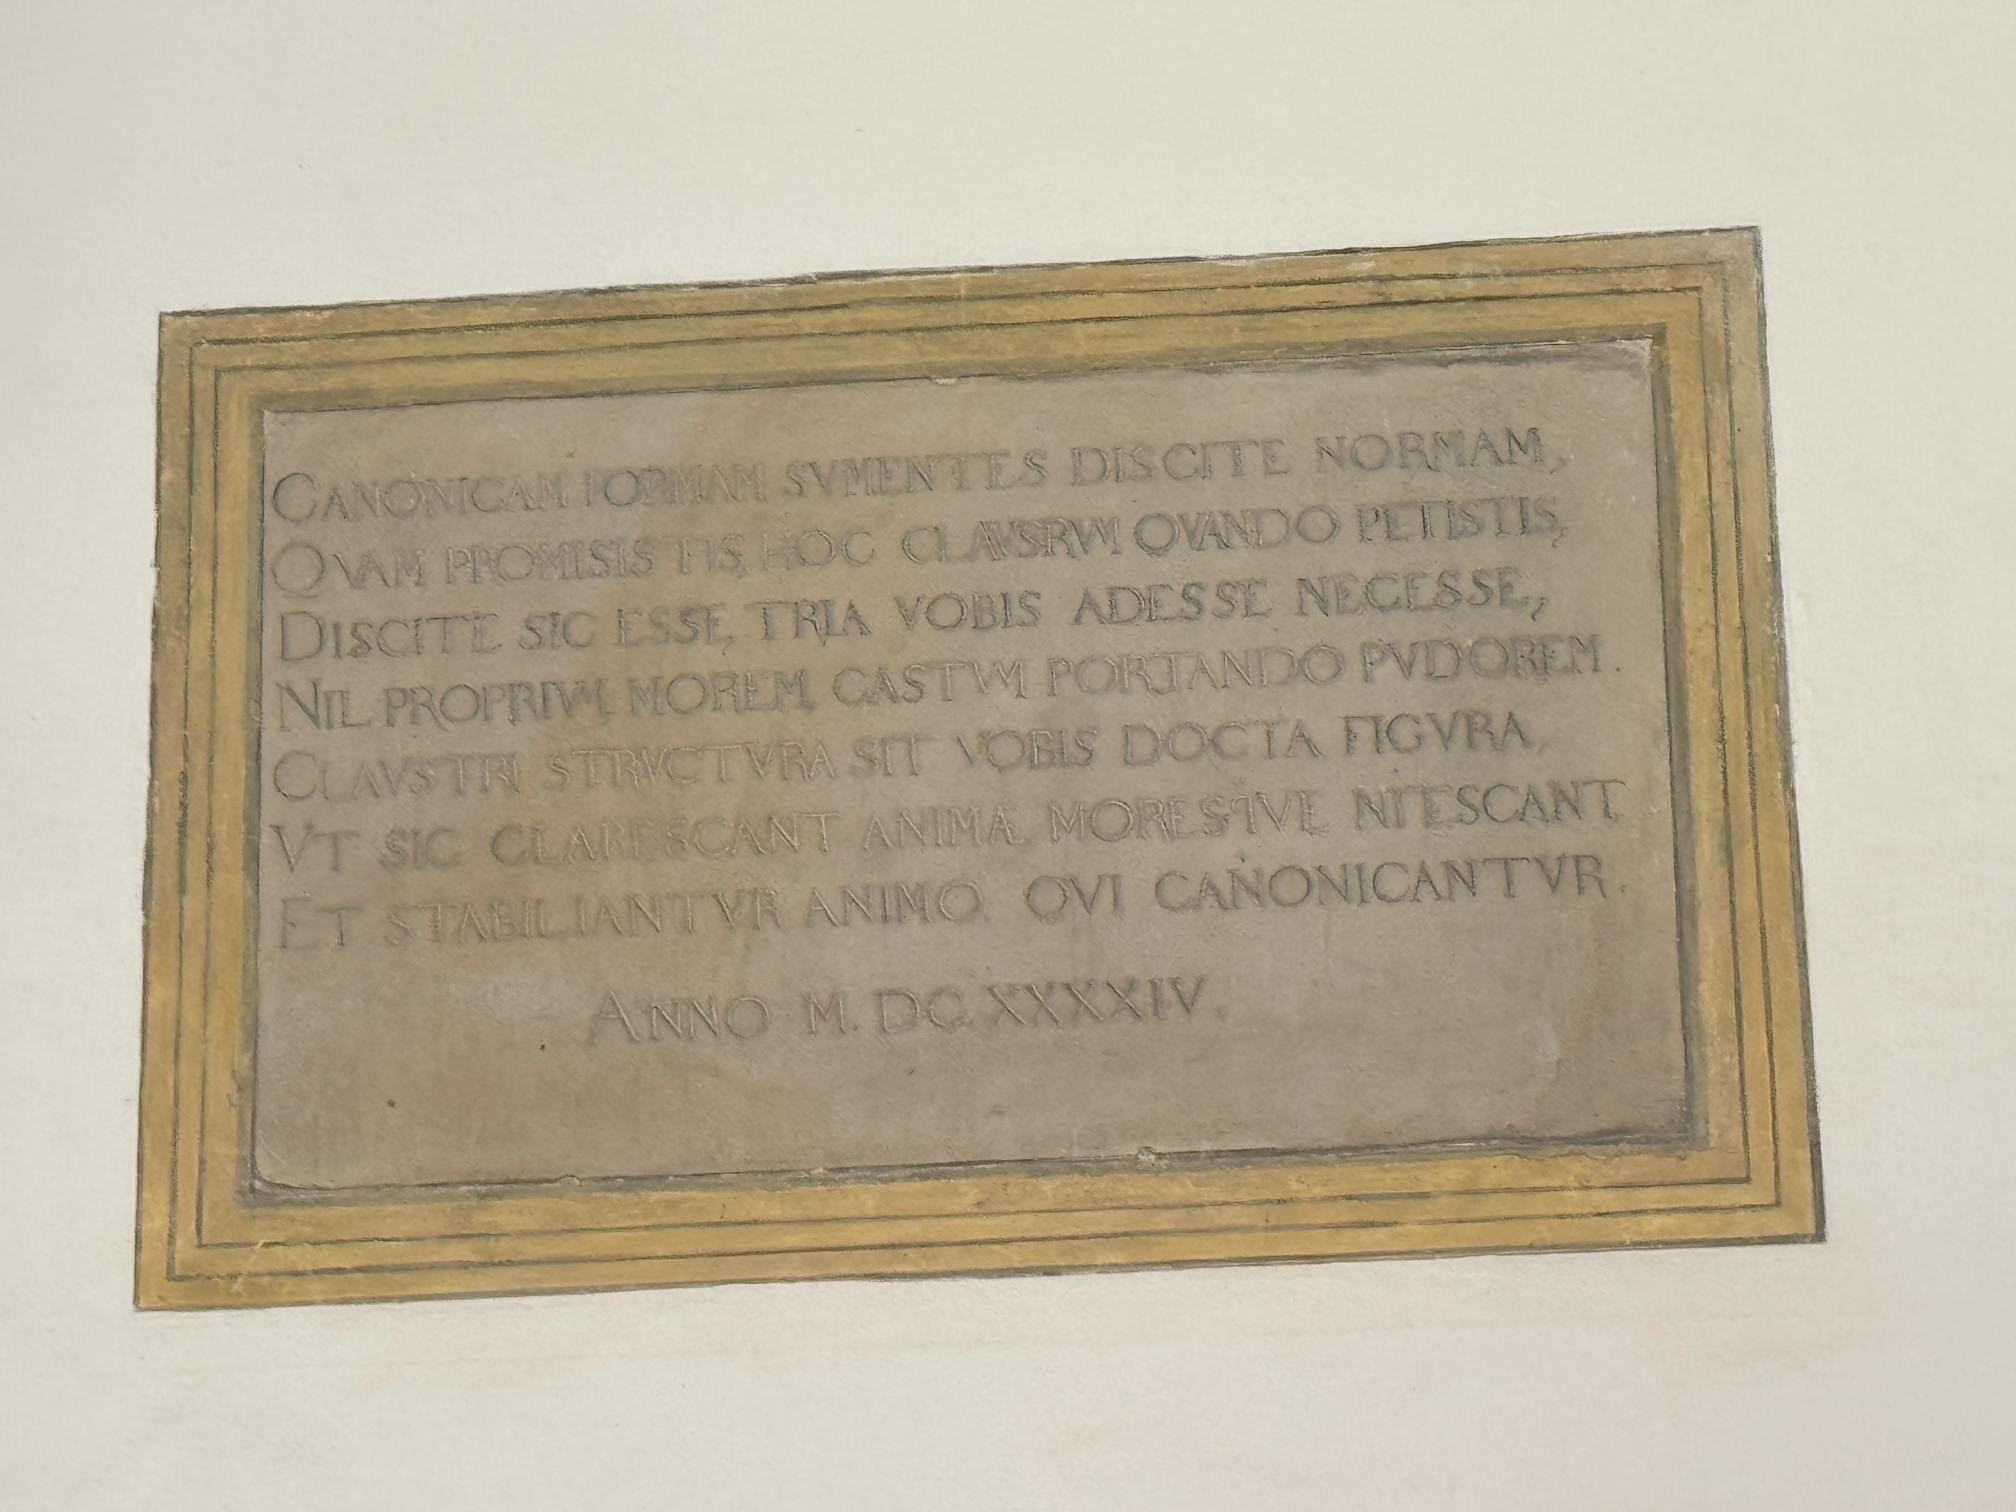 CANONICAM FORMAM SVMENTES DISCITE NORMAM,
QVAM PROMISISTIS, HOC CLAVSRVM QVANDO PETISTIS,
DISCITE SIC ESSE, TRIA VOBIS ADESSE NECESSE,
NIL PROPRIVM, MOREM, CASTVM PORTANDO PVDOREM.
CLAVSTRI STRVCTVRA SIT VOBIS DOCTA FIGVRA,
VT SIC CLARESCANT ANIMÆ MORESQVE NITESCANT
ET STABILIANTVR ANIMO QVI CANONICANTVR.
ANNO M. DC. XXXXIV.